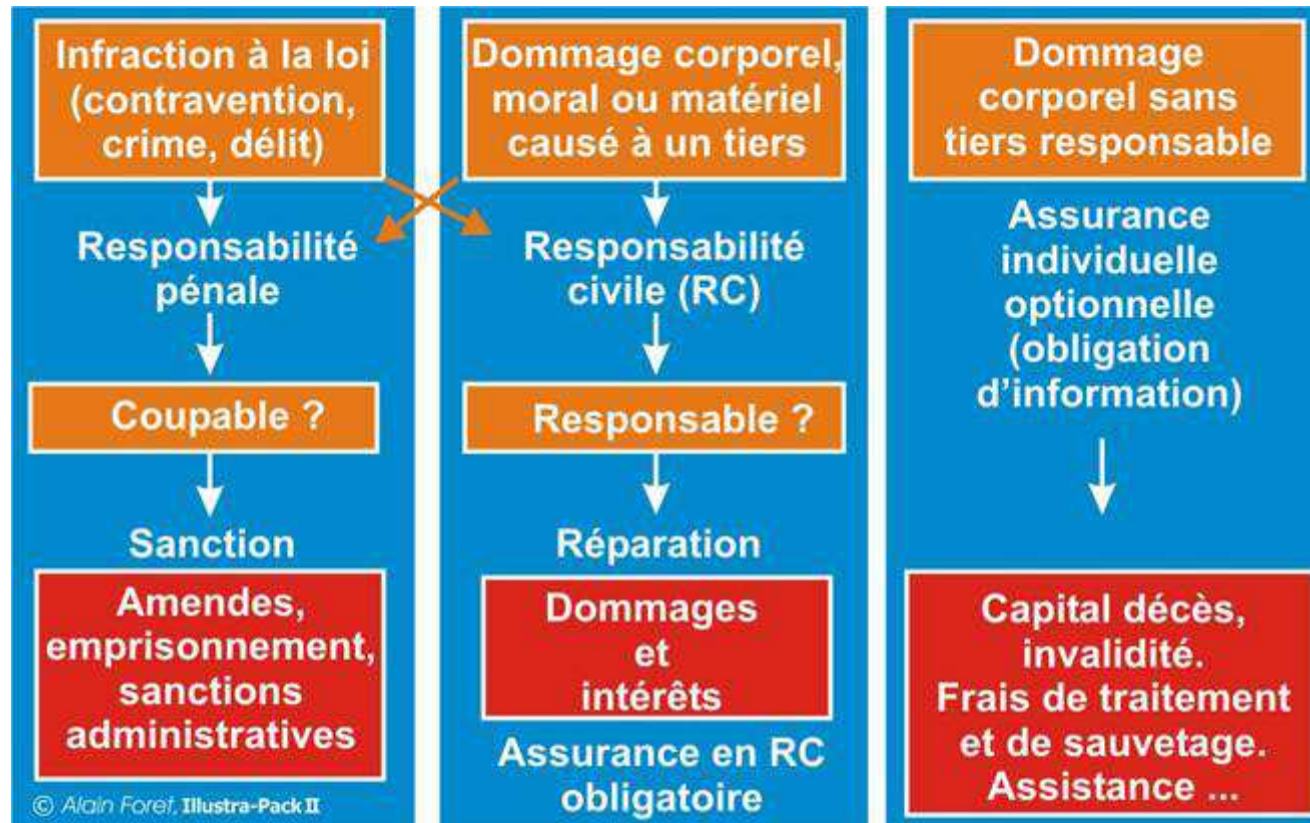 Infraction à la loi
(contravention,
crime, délit)
Responsabilité
pénale
Coupable ?
Sanction
Amendes,
emprisonnement,
sanctions
administratives
© Alain Foret, Illustra-Pack II
Dommage corporel,
moral ou matériel
causé à un tiers
Responsabilité
civile (RC)
Responsable ?
Réparation
Dommages
et
intérêts
Assurance en RC
obligatoire
Dommage
corporel sans
tiers responsable
Assurance
individuelle
optionnelle
(obligation
d'information)
Capital décès,
invalidité.
Frais de traitement
et de sauvetage.
Assistance ...